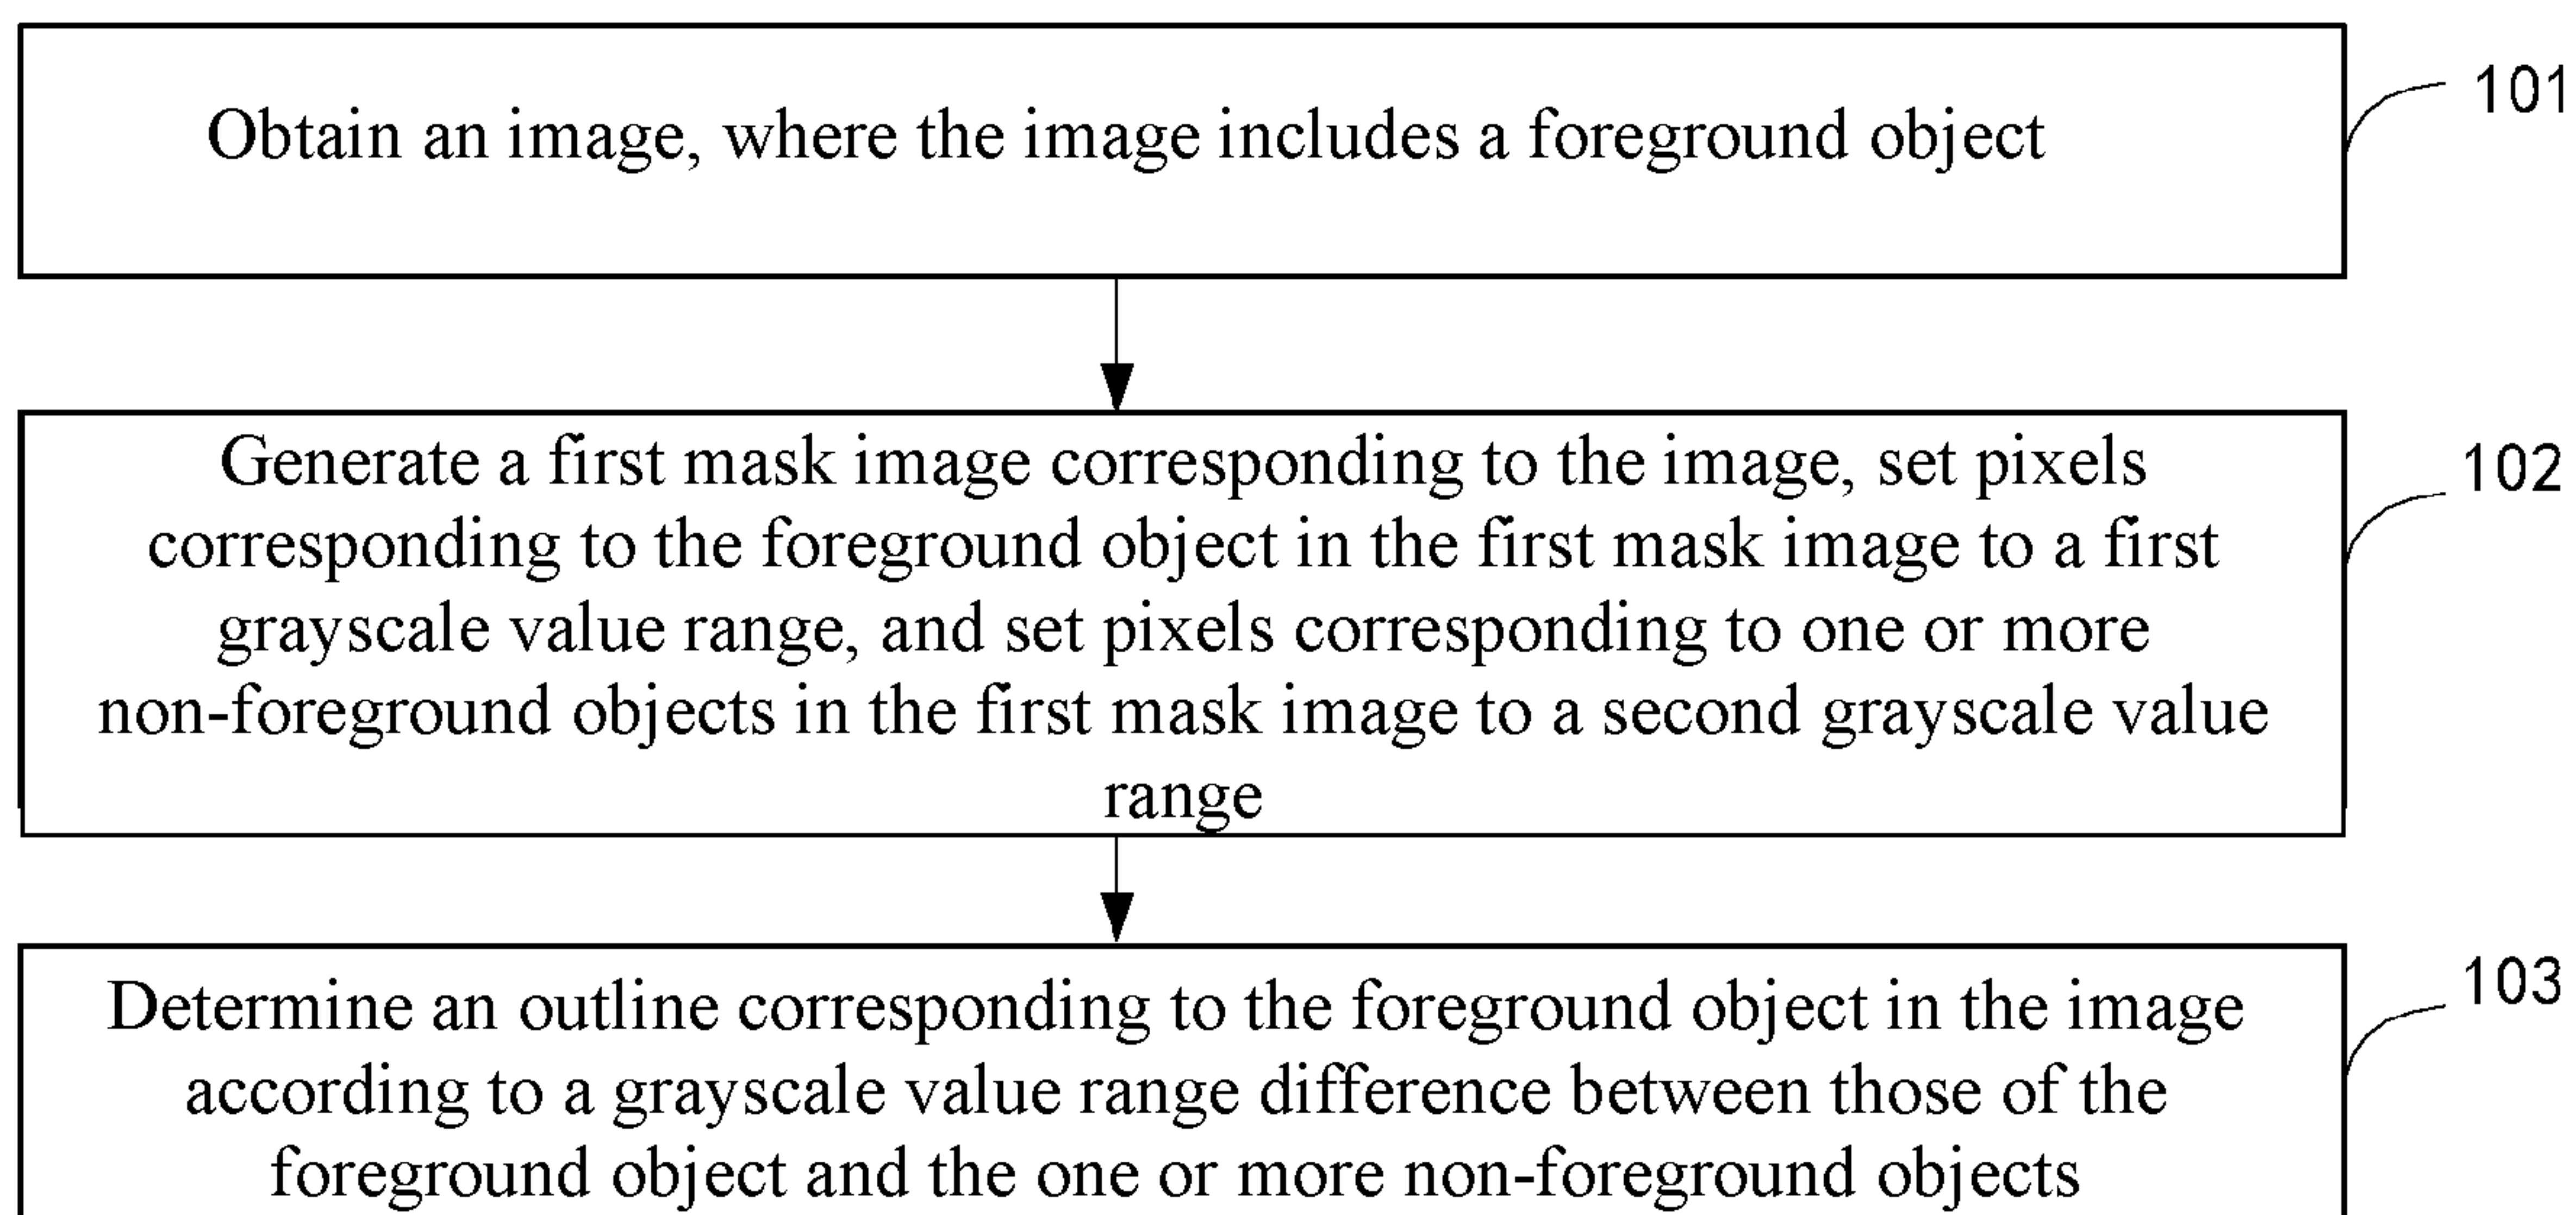 Obtain an image, where the image includes a foreground object
101
Generate a first mask image corresponding to the image, set pixels
corresponding to the foreground object in the first mask image to a first
grayscale value range, and set pixels corresponding to one or more
non-foreground objects in the first mask image to a second grayscale value
range
102
Determine an outline corresponding to the foreground object in the image
according to a grayscale value range difference between those of the
foreground object and the one or more non-foreground objects
103